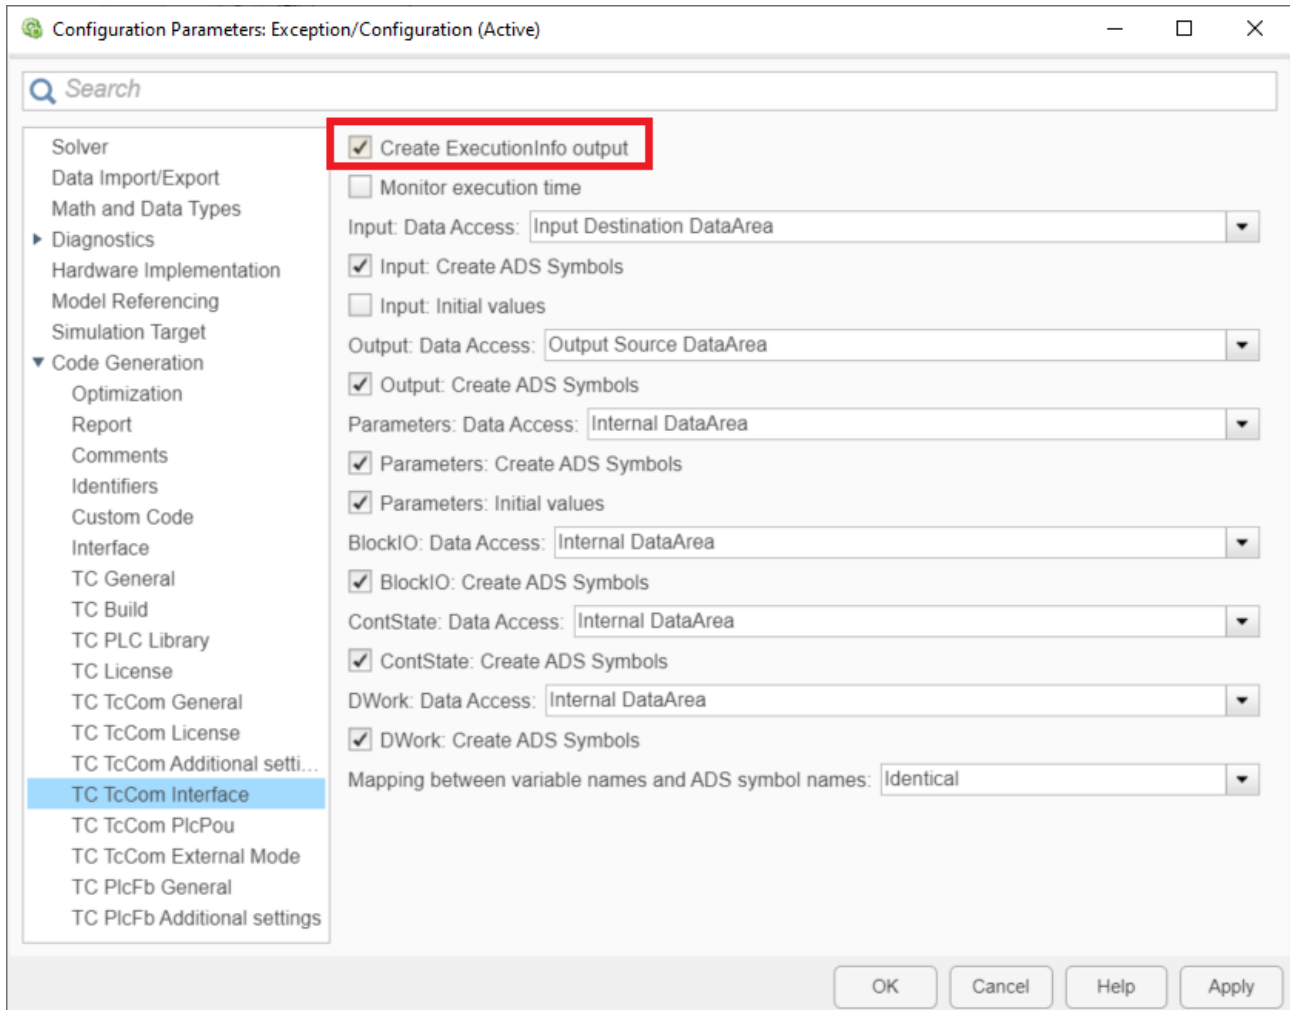 Configuration Parameters: Exception/Configuration (Active)
Search
Solver
Data Import/Export
Math and Data Types
Diagnostics
Hardware Implementation
Model Referencing
Simulation Target
Code Generation
Optimization
Report
Comments
Identifiers
Custom Code
Interface
TC General
TC Build
TC PLC Library
TC License
TC TcCom General
TC TcCom License
TC TcCom Additional setti...
TC TcCom Interface
TC TcCom PlcPou
TC TcCom External Mode
TC PlcFb General
TC PlcFb Additional settings
Create ExecutionInfo output
Monitor execution time
Input: Data Access: Input Destination DataArea
Input: Create ADS Symbols
Input: Initial values
Output: Data Access: Output Source DataArea
Output: Create ADS Symbols
Parameters: Data Access: Internal DataArea
Parameters: Create ADS Symbols
Parameters: Initial values
BlockIO: Data Access: Internal DataArea
BlockIO: Create ADS Symbols
ContState: Data Access: Internal DataArea
ContState: Create ADS Symbols
DWork: Data Access: Internal DataArea
DWork: Create ADS Symbols
Mapping between variable names and ADS symbol names: Identical
OK Cancel Help Apply